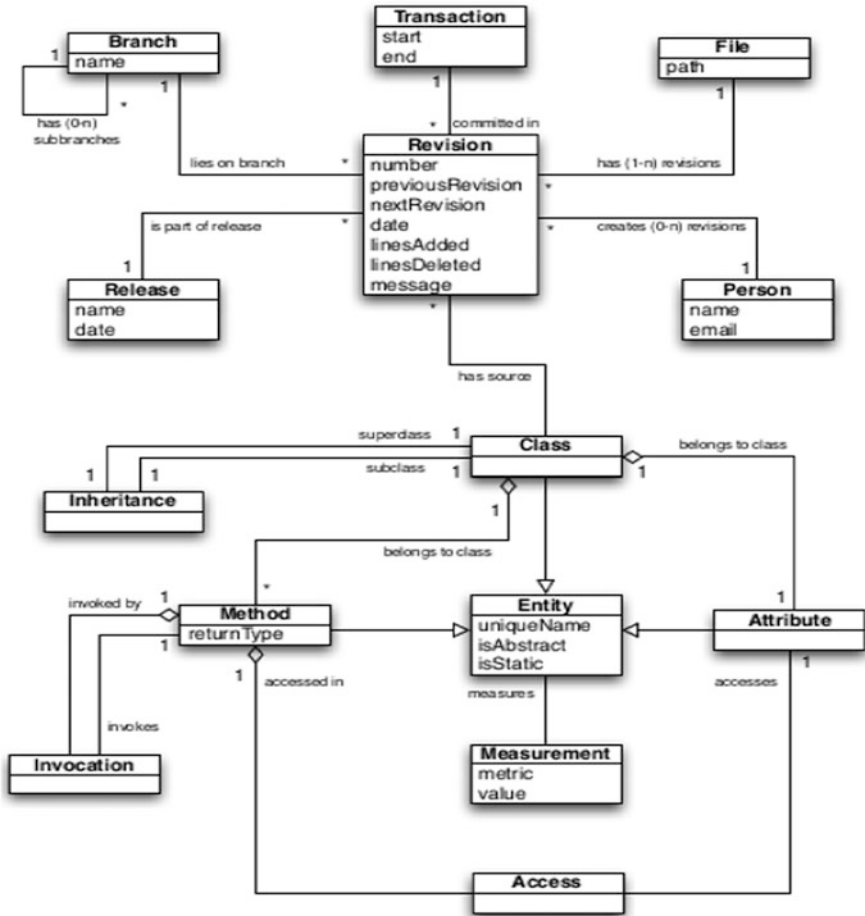 Transaction
start
end
Branch
name
1
1
*
has (0-n)
subbranches
File
path
1
1
*
committed in
Revision
number
previousRevision
nextRevision
date
linesAdded
linesDeleted
message
lies on branch
*
has (1-n) revisions
*
is part of release
*
creates (0-n) revisions
*
1
Release
name
date
1
Person
name
email
*
has source
Class
superclass
1
subclass
1
1
1
Inheritance
belongs to class
1
1
belongs to class
*
invoked by
1
Method
returnType
1
Entity
uniqueName
isAbstract
isStatic
1
Attribute
1
accessed in
1
measures
accesses
invokes
Invocation
Measurement
metric
value
Access